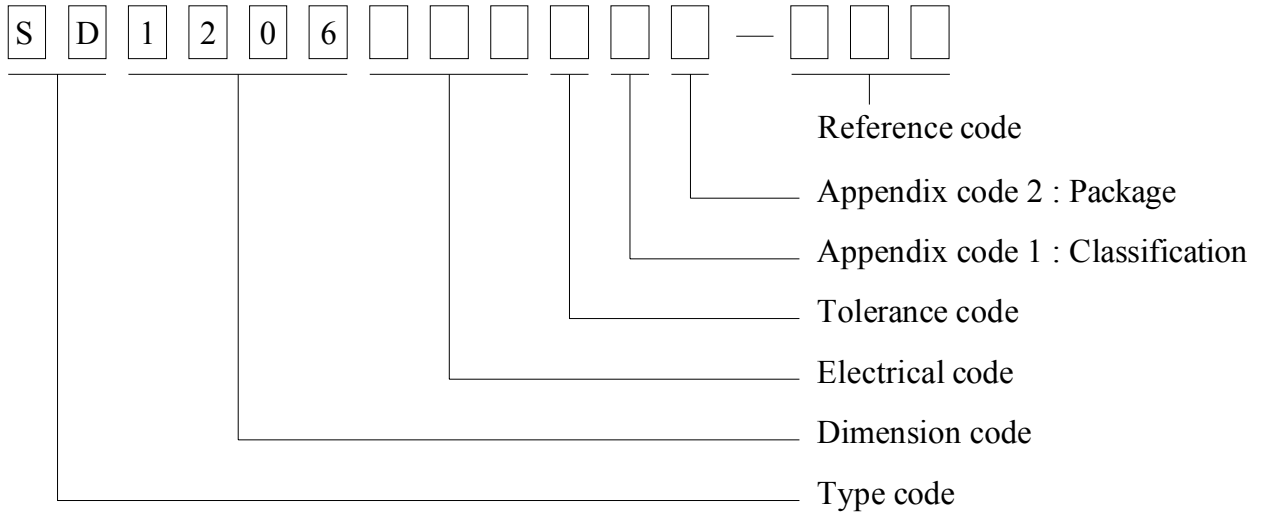 S D 1 2 0 6 —
Reference code
Appendix code 2 : Package
Appendix code 1 : Classification
Tolerance code
Electrical code
Dimension code
Type code